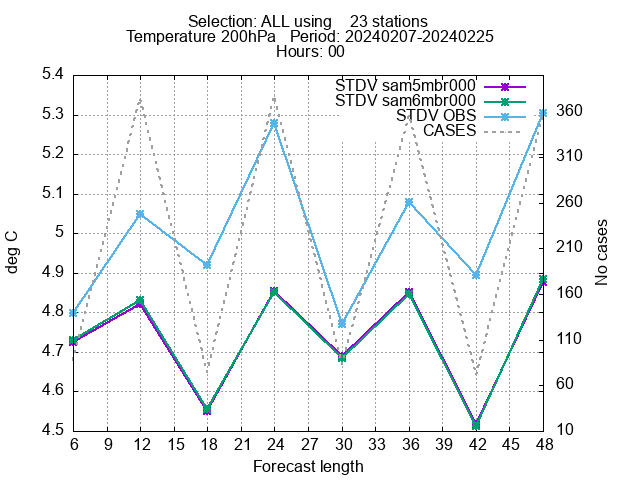 Selection: ALL using    23 stations
Temperature 200hPa   Period: 20240207-20240225
Hours: 00
STDV sam5mbr000
STDV sam6mbr000
STDV OBS
CASES
5.4
5.3
5.2
5.1
5
4.9
4.8
4.7
4.6
4.5
deg C
360
310
260
210
160
110
60
10
No cases
6 9 12 15 18 21 24 27 30 33 36 39 42 45 48
Forecast length